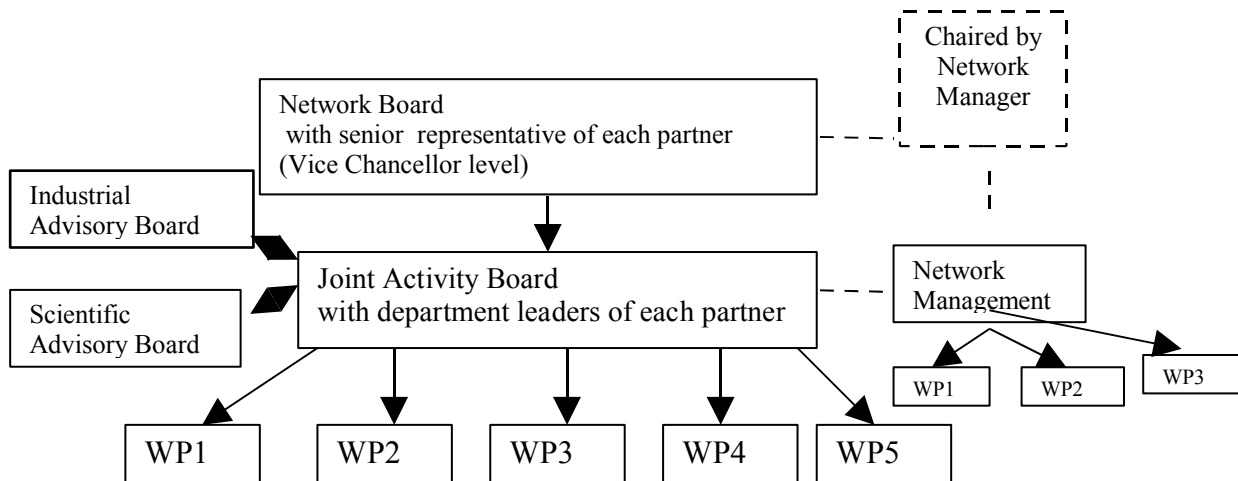 Chaired by
Network
Manager
Network Board
with senior representative of each partner
(Vice Chancellor level)
Industrial
Advisory Board
Joint Activity Board
with department leaders of each partner
Network
Management
Scientific
Advisory Board
WP1
WP2
WP3
WP1
WP2
WP3
WP4
WP5